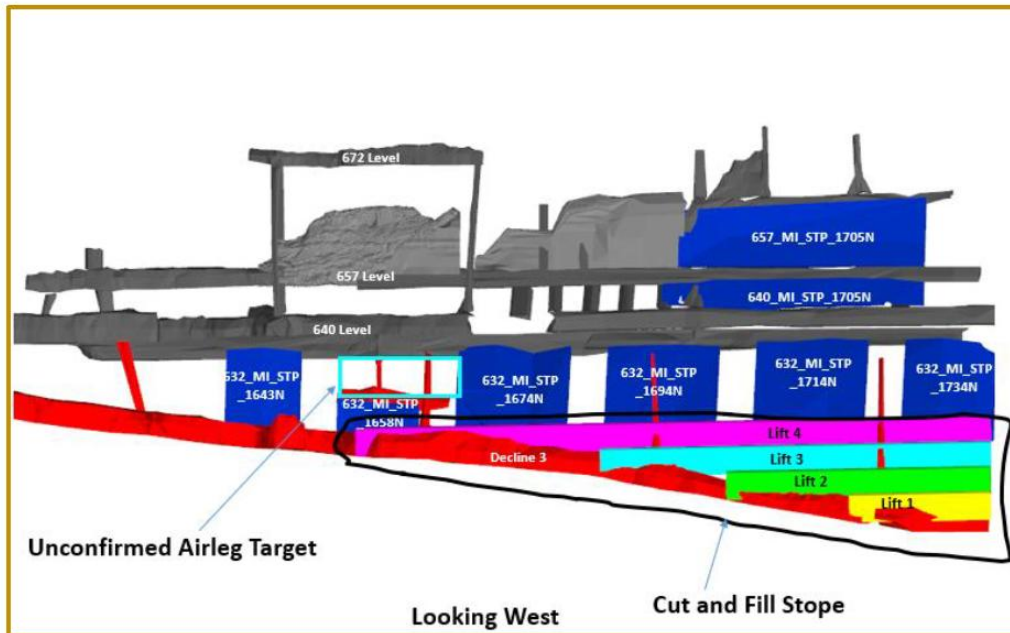 672 Level
657_MI_STP_1705N
657 Level
640_MI_STP_1705N
640 Level
632_MI_STP
_1643N
632_MI_STP
_1658N
632_MI_STP
_1674N
632_MI_STP
_1694N
632_MI_STP
_1714N
632_MI_STP
_1734N
Lift 4
Decline 3
Lift 3
Lift 2
Lift 1
Unconfirmed Airleg Target
Cut and Fill Stope
Looking West